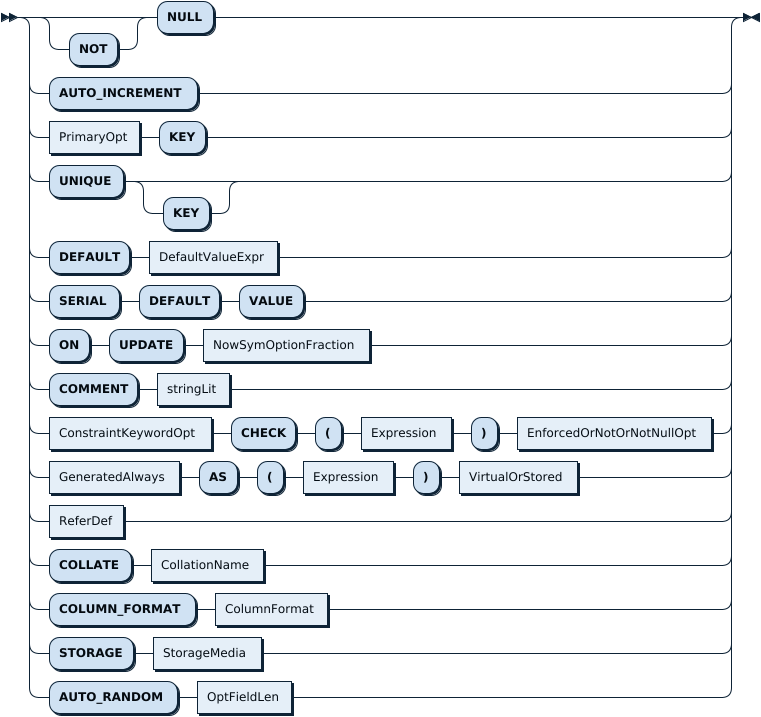 NULL
NOT
AUTO_INCREMENT
PrimaryOpt KEY
UNIQUE
KEY
DEFAULT DefaultValueExpr
SERIAL DEFAULT VALUE
ON UPDATE NowSymOptionFraction
COMMENT stringLit
ConstraintKeywordOpt CHECK ( Expression ) EnforcedOrNotOrNotNullOpt
GeneratedAlways AS ( Expression ) VirtualOrStored
ReferDef
COLLATE CollationName
COLUMN_FORMAT ColumnFormat
STORAGE StorageMedia
AUTO_RANDOM OptFieldLen